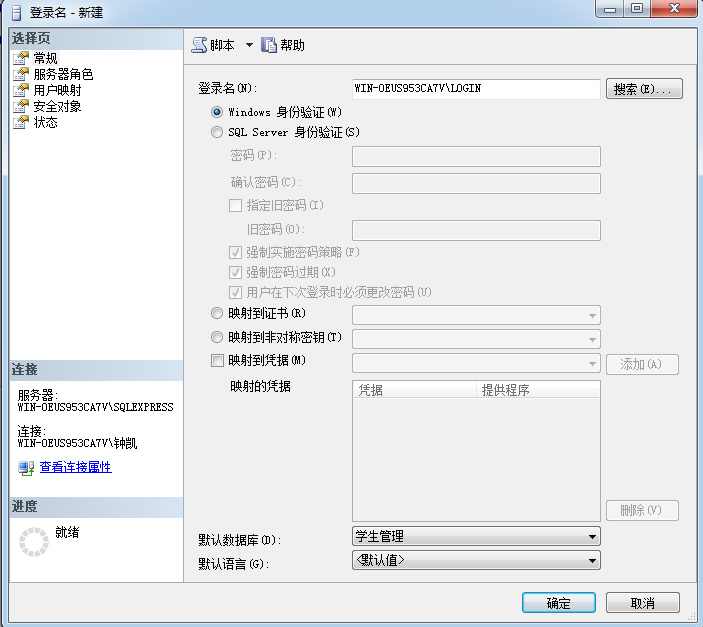 登录名 - 新建
选择页
常规
服务器角色
用户映射
安全对象
状态
脚本 帮助
登录名(N): WIN-OEUS953CA7V\LOGIN 搜索(E)...
Windows 身份验证(W)
SQL Server 身份验证(S)
密码(P):
确认密码(C):
指定旧密码(I)
旧密码(O):
强制实施密码策略(F)
强制密码过期(X)
用户在下次登录时必须更改密码(U)
映射到证书(R)
映射到非对称密钥(T)
映射到凭据(M) 添加(A)
映射的凭据 凭据 提供程序
删除(V)
默认数据库(D): 学生管理
默认语言(G): <默认值>
连接
服务器:
WIN-OEUS953CA7V\SQLEXPRESS
连接:
WIN-OEUS953CA7V\钟凯
查看连接属性
进度
就绪
确定 取消